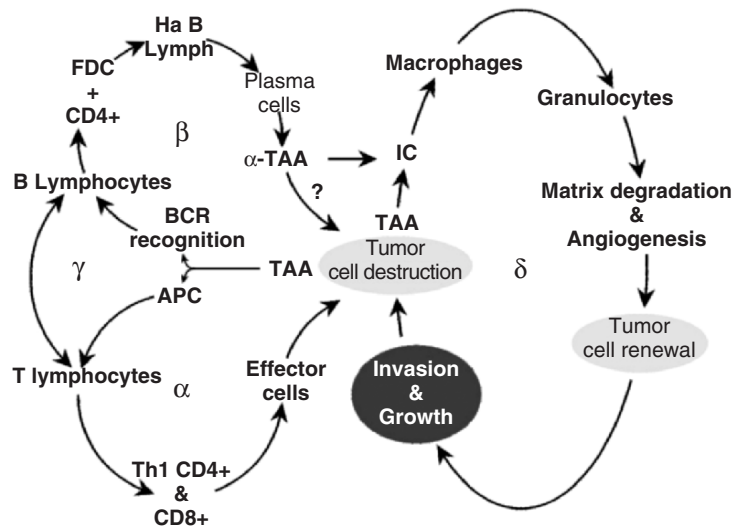 Ha B
Lymph
FDC
+
CD4+
Plasma
cells
β
α-TAA
?
B Lymphocytes
BCR
recognition
γ
TAA
APC
T lymphocytes
α
Th1 CD4+
&
CD8+
Effector
cells
Macrophages
Granulocytes
IC
TAA
Tumor
cell destruction
Matrix degradation
&
Angiogenesis
δ
Tumor
cell renewal
Invasion
&
Growth